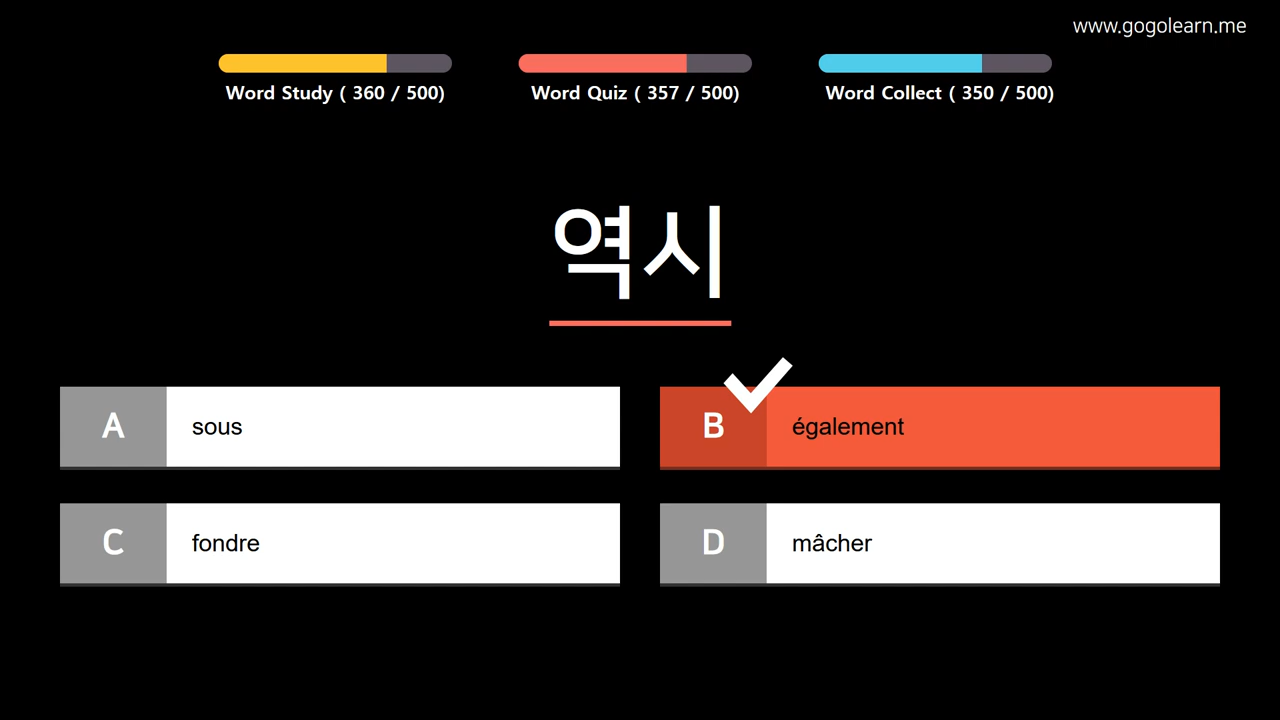 www.gogolearn.me
Word Study ( 360 / 500)
Word Quiz ( 357 / 500)
Word Collect ( 350 / 500)
역시
A sous
B également
C fondre
D mâcher